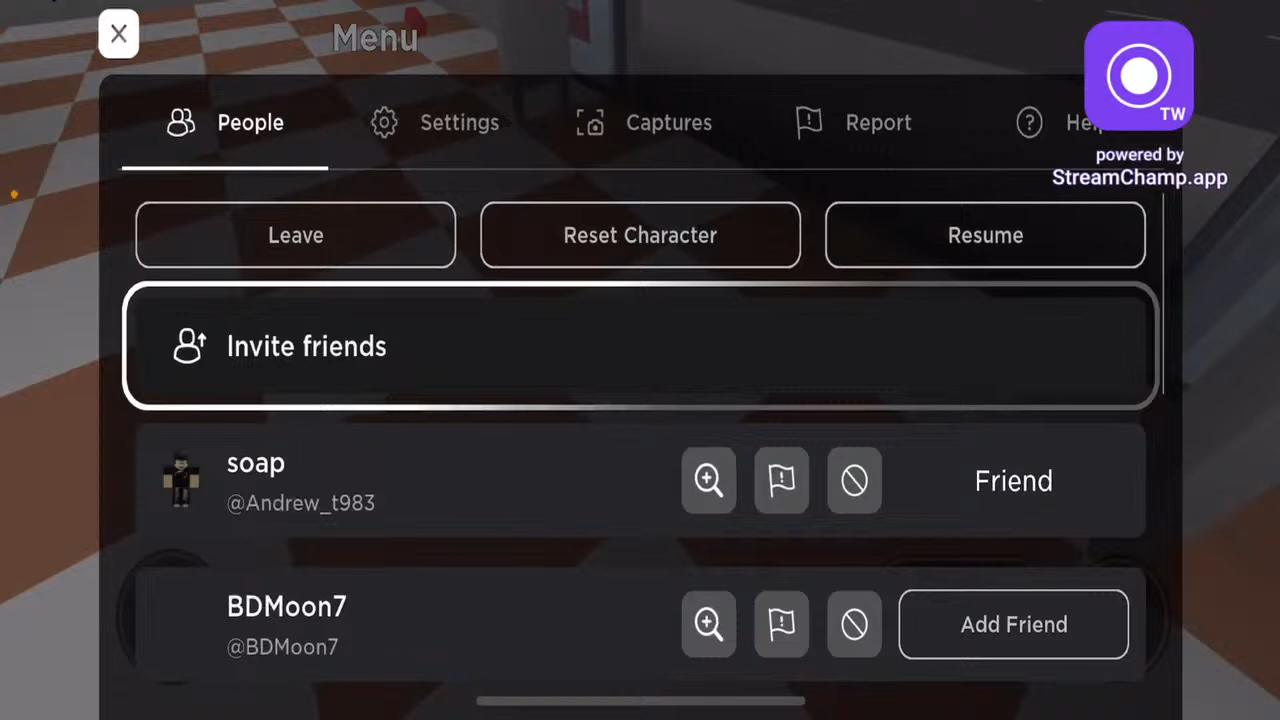 Menu
People
Settings
Captures
Report
Help
TW
powered by
StreamChamp.app
Leave
Reset Character
Resume
Invite friends
soap
@Andrew_t983
Friend
BDMoon7
@BDMoon7
Add Friend